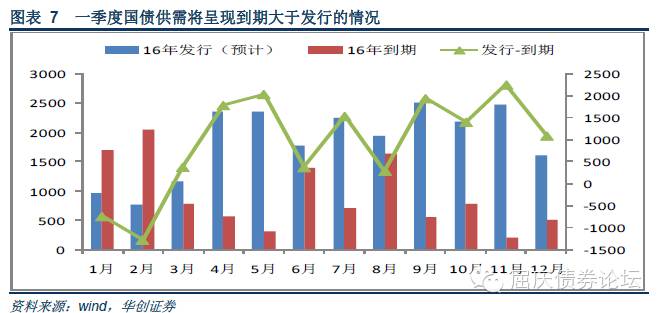 图表 7 一季度国债供需将呈现到期大于发行的情况
16年发行（预计） 16年到期 发行-到期
3000 2500
2500 2000
2000 1500
1500 1000
1000 500
500 0
0 -500
-1000
-1500
1月 2月 3月 4月 5月 6月 7月 8月 9月 10月 11月 12月
屈庆债券论坛
资料来源：wind，华创证券